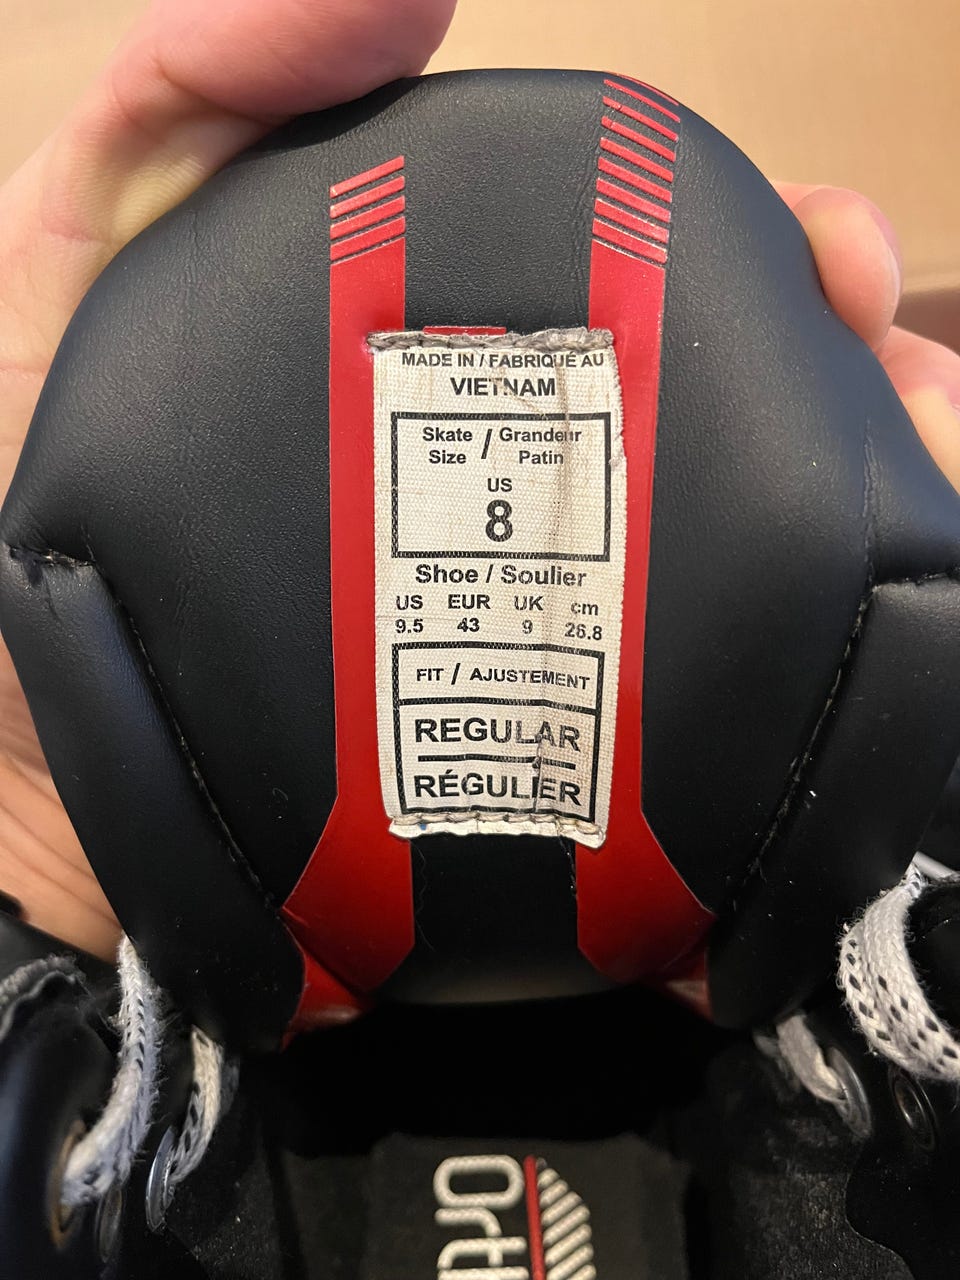 MADE IN / FABRIQUÉ AU
VIETNAM
Skate Size / Grandeur Patin
US
8
Shoe / Soulier
US EUR UK cm
9.5 43 9 26.8
FIT / AJUSTEMENT
REGULAR
RÉGULIER
Orth